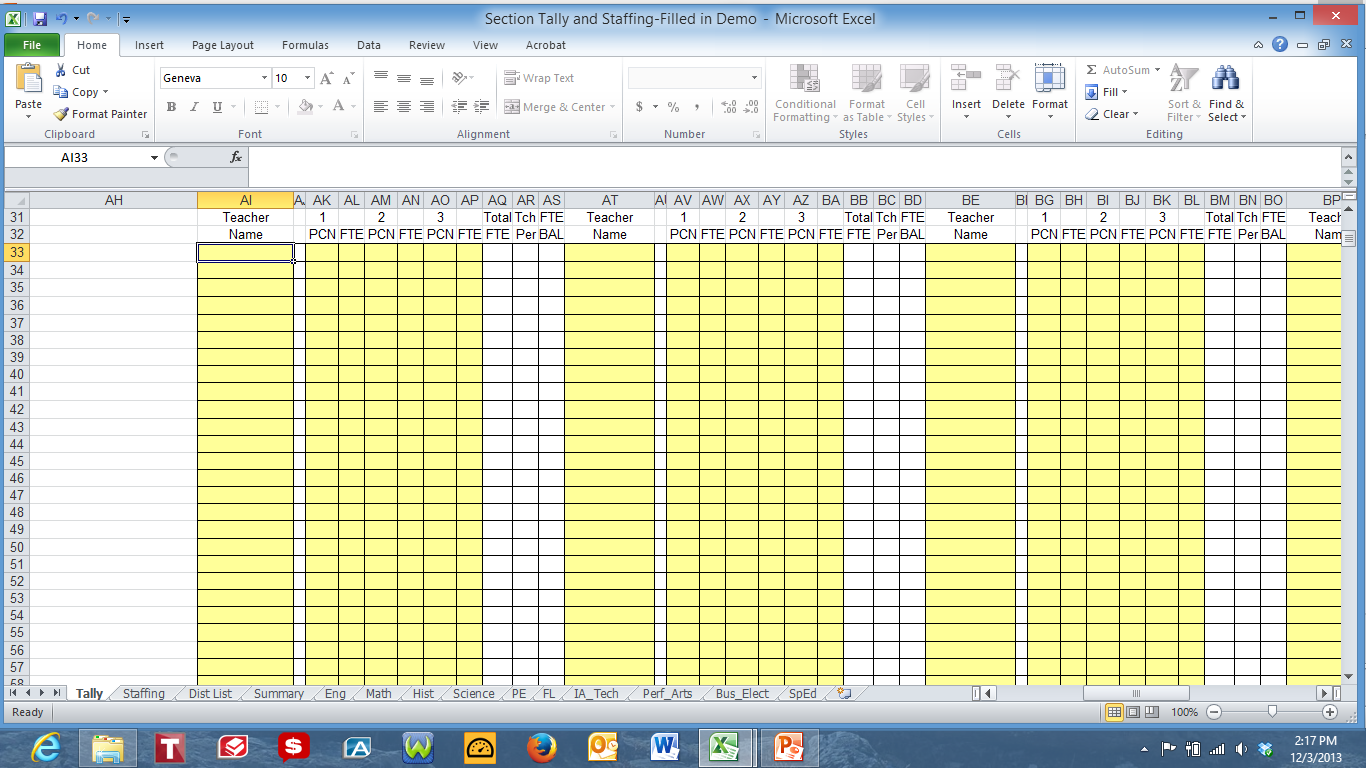 Section Tally and Staffing-Filled in Demo - Microsoft Excel
File Home Insert Page Layout Formulas Data Review View Acrobat
Paste Cut Copy Format Painter Clipboard
Geneva 10 B I U A A A Font
Wrap Text Merge & Center Alignment
$ % , .0 .00 .00 .0 Number
Conditional Formatting Format as Table Cell Styles Styles
Insert Delete Format Cells
Σ AutoSum Fill Clear Sort & Filter Find & Select Editing
AI33 fx
AH AI AK AL AM AN AO AP AQ AR AS AT AV AW AX AY AZ BA BB BC BD BE BG BH BI BJ BK BL BM BN BO BP
31 Teacher 1 2 3 Total Tch FTE Teacher 1 2 3 Total Tch FTE Teacher 1 2 3 Total Tch FTE Teach
32 Name PCN FTE PCN FTE PCN FTE FTE Per BAL Name PCN FTE PCN FTE PCN FTE FTE Per BAL Name PCN FTE PCN FTE PCN FTE FTE Per BAL Nam
33
34
35
36
37
38
39
40
41
42
43
44
45
46
47
48
49
50
51
52
53
54
55
56
57
58
Tally Staffing Dist List Summary Eng Math Hist Science PE FL IA_Tech Perf_Arts Bus_Elect SpEd
Ready 100%
2:17 PM
12/3/2013